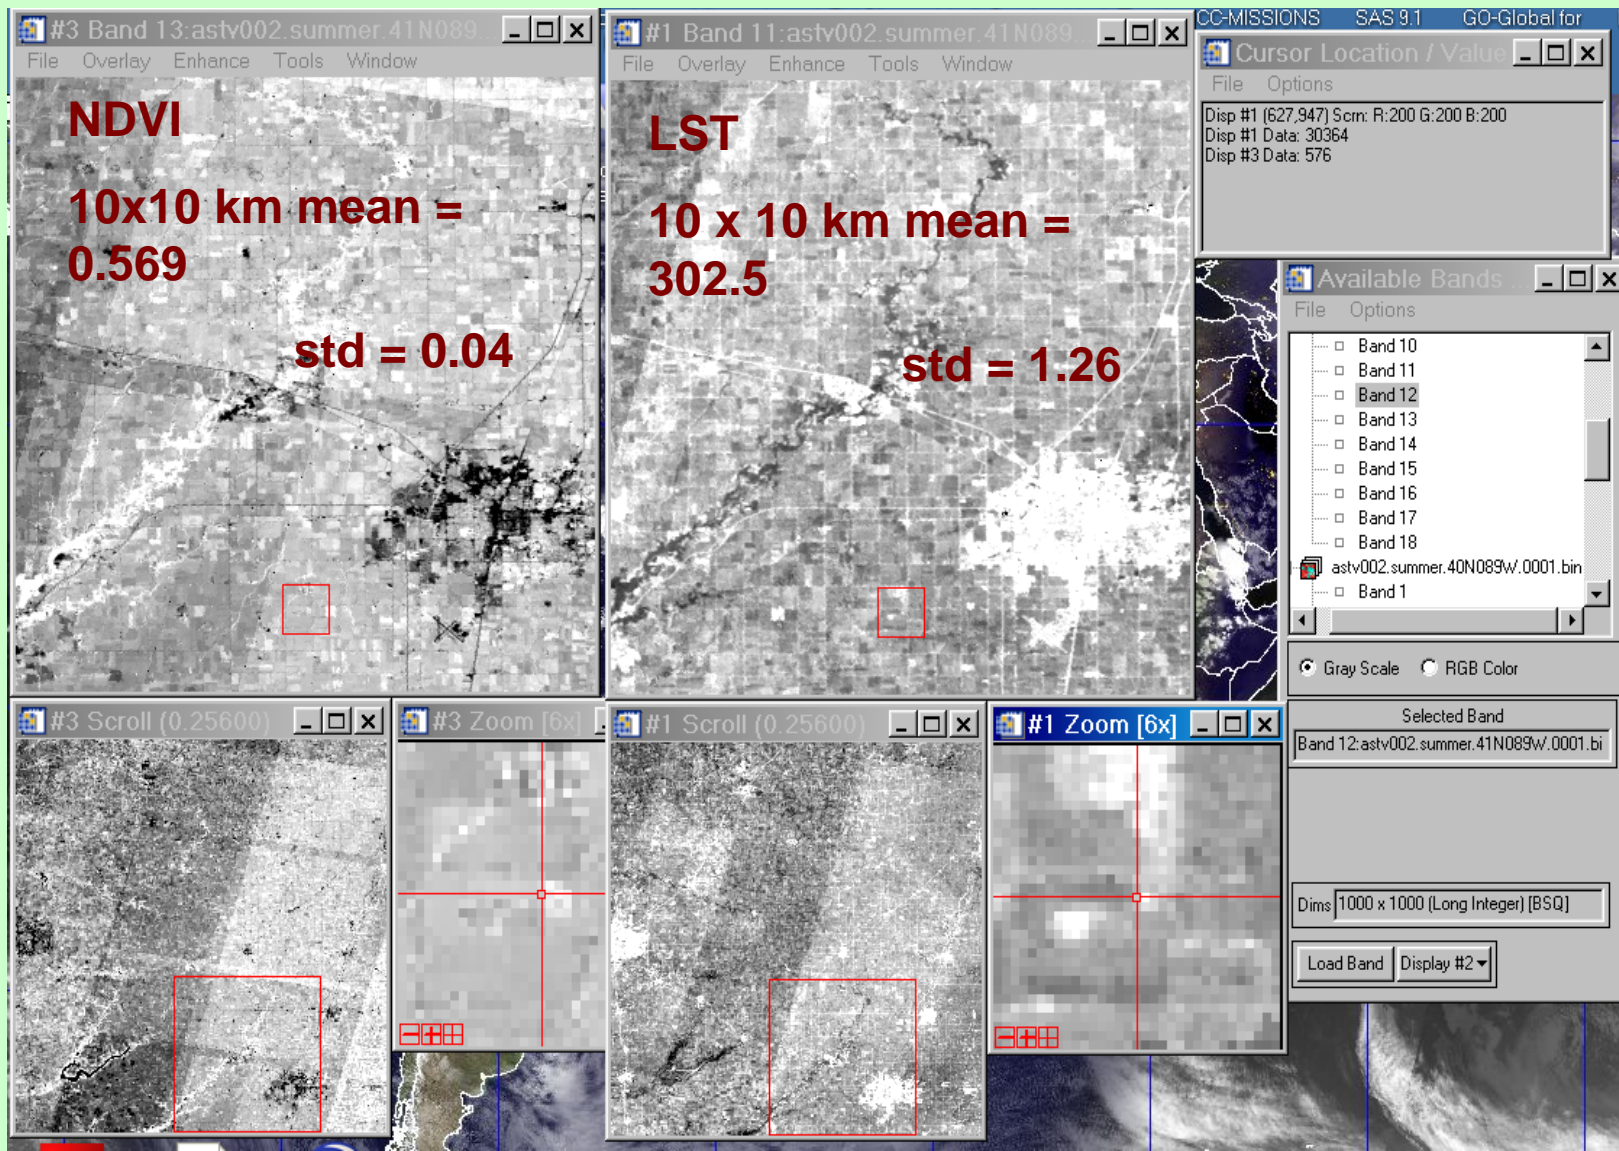 #3 Band 13:astv002.summer.41N089...
File Overlay Enhance Tools Window
NDVI
10x10 km mean =
0.569
std = 0.04
#1 Band 11:astv002.summer.41N089...
File Overlay Enhance Tools Window
LST
10 x 10 km mean =
302.5
std = 1.26
CC-MISSIONS SAS 9.1 GO-Global for
Cursor Location / Value
File Options
Disp #1 (627,947) Scrn: R:200 G:200 B:200
Disp #1 Data: 30364
Disp #3 Data: 576
Available Bands
File Options
Band 10
Band 11
Band 12
Band 13
Band 14
Band 15
Band 16
Band 17
Band 18
astv002.summer.40N089W.0001.bin
Band 1
Gray Scale RGB Color
Selected Band
Band 12:astv002.summer.41N089W.0001.bi
Dims 1000 x 1000 (Long Integer) [BSQ]
Load Band Display #2
#3 Scroll (0.25600)
#3 Zoom [6x]
#1 Scroll (0.25600)
#1 Zoom [6x]